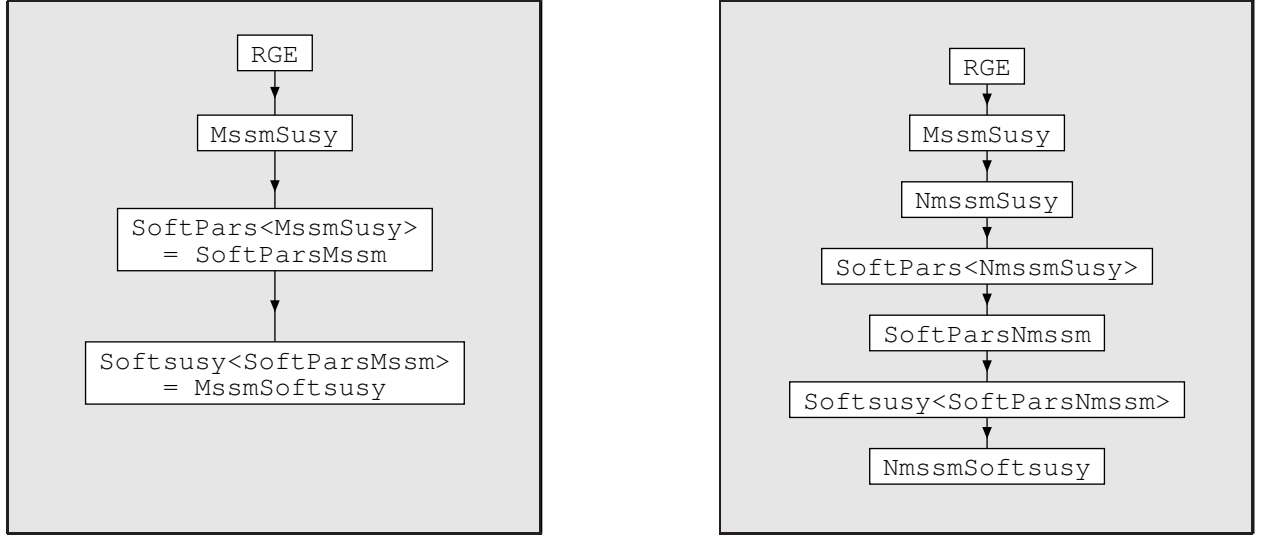 RGE
MssmSusy
SoftPars<MssmSusy>
= SoftParsMssm
Softsusy<SoftParsMssm>
= MssmSoftsusy
RGE
MssmSusy
NmssmSusy
SoftPars<NmssmSusy>
SoftParsNmssm
Softsusy<SoftParsNmssm>
NmssmSoftsusy